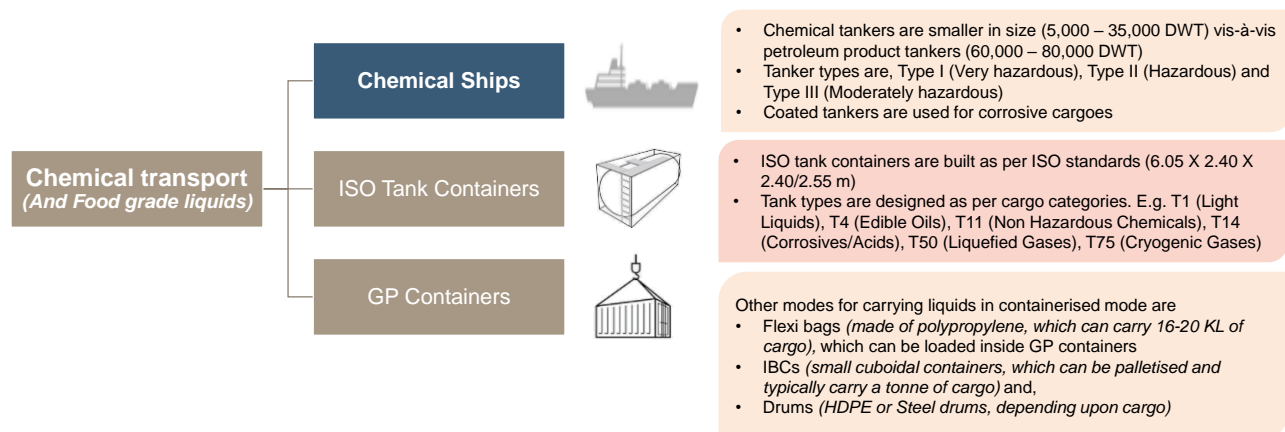 Chemical transport
(And Food grade liquids)
Chemical Ships
• Chemical tankers are smaller in size (5,000 – 35,000 DWT) vis-à-vis
petroleum product tankers (60,000 – 80,000 DWT)
• Tanker types are, Type I (Very hazardous), Type II (Hazardous) and
Type III (Moderately hazardous)
• Coated tankers are used for corrosive cargoes
ISO Tank Containers
• ISO tank containers are built as per ISO standards (6.05 X 2.40 X
2.40/2.55 m)
• Tank types are designed as per cargo categories. E.g. T1 (Light
Liquids), T4 (Edible Oils), T11 (Non Hazardous Chemicals), T14
(Corrosives/Acids), T50 (Liquefied Gases), T75 (Cryogenic Gases)
GP Containers
Other modes for carrying liquids in containerised mode are
• Flexi bags (made of polypropylene, which can carry 16-20 KL of
cargo), which can be loaded inside GP containers
• IBCs (small cuboidal containers, which can be palletised and
typically carry a tonne of cargo) and,
• Drums (HDPE or Steel drums, depending upon cargo)